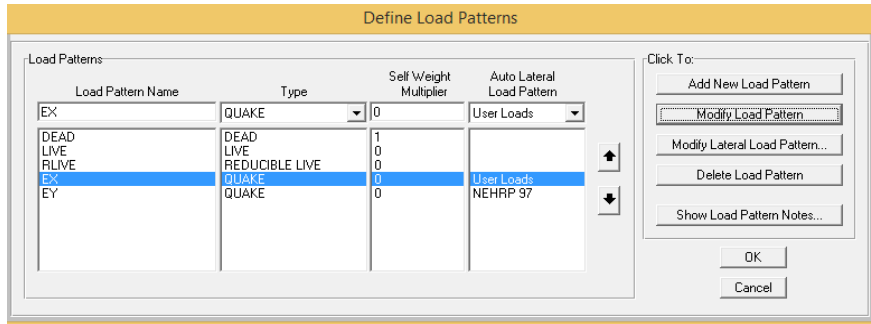 Define Load Patterns
Load Patterns
Click To:
Load Pattern Name Type Self Weight Multiplier Auto Lateral Load Pattern
EX QUAKE 0 User Loads
DEAD DEAD 1
LIVE LIVE 0
RLIVE REDUCIBLE LIVE 0
EX QUAKE 0 User Loads
EY QUAKE 0 NEHRP 97
Add New Load Pattern
Modify Load Pattern
Modify Lateral Load Pattern...
Delete Load Pattern
Show Load Pattern Notes...
OK
Cancel